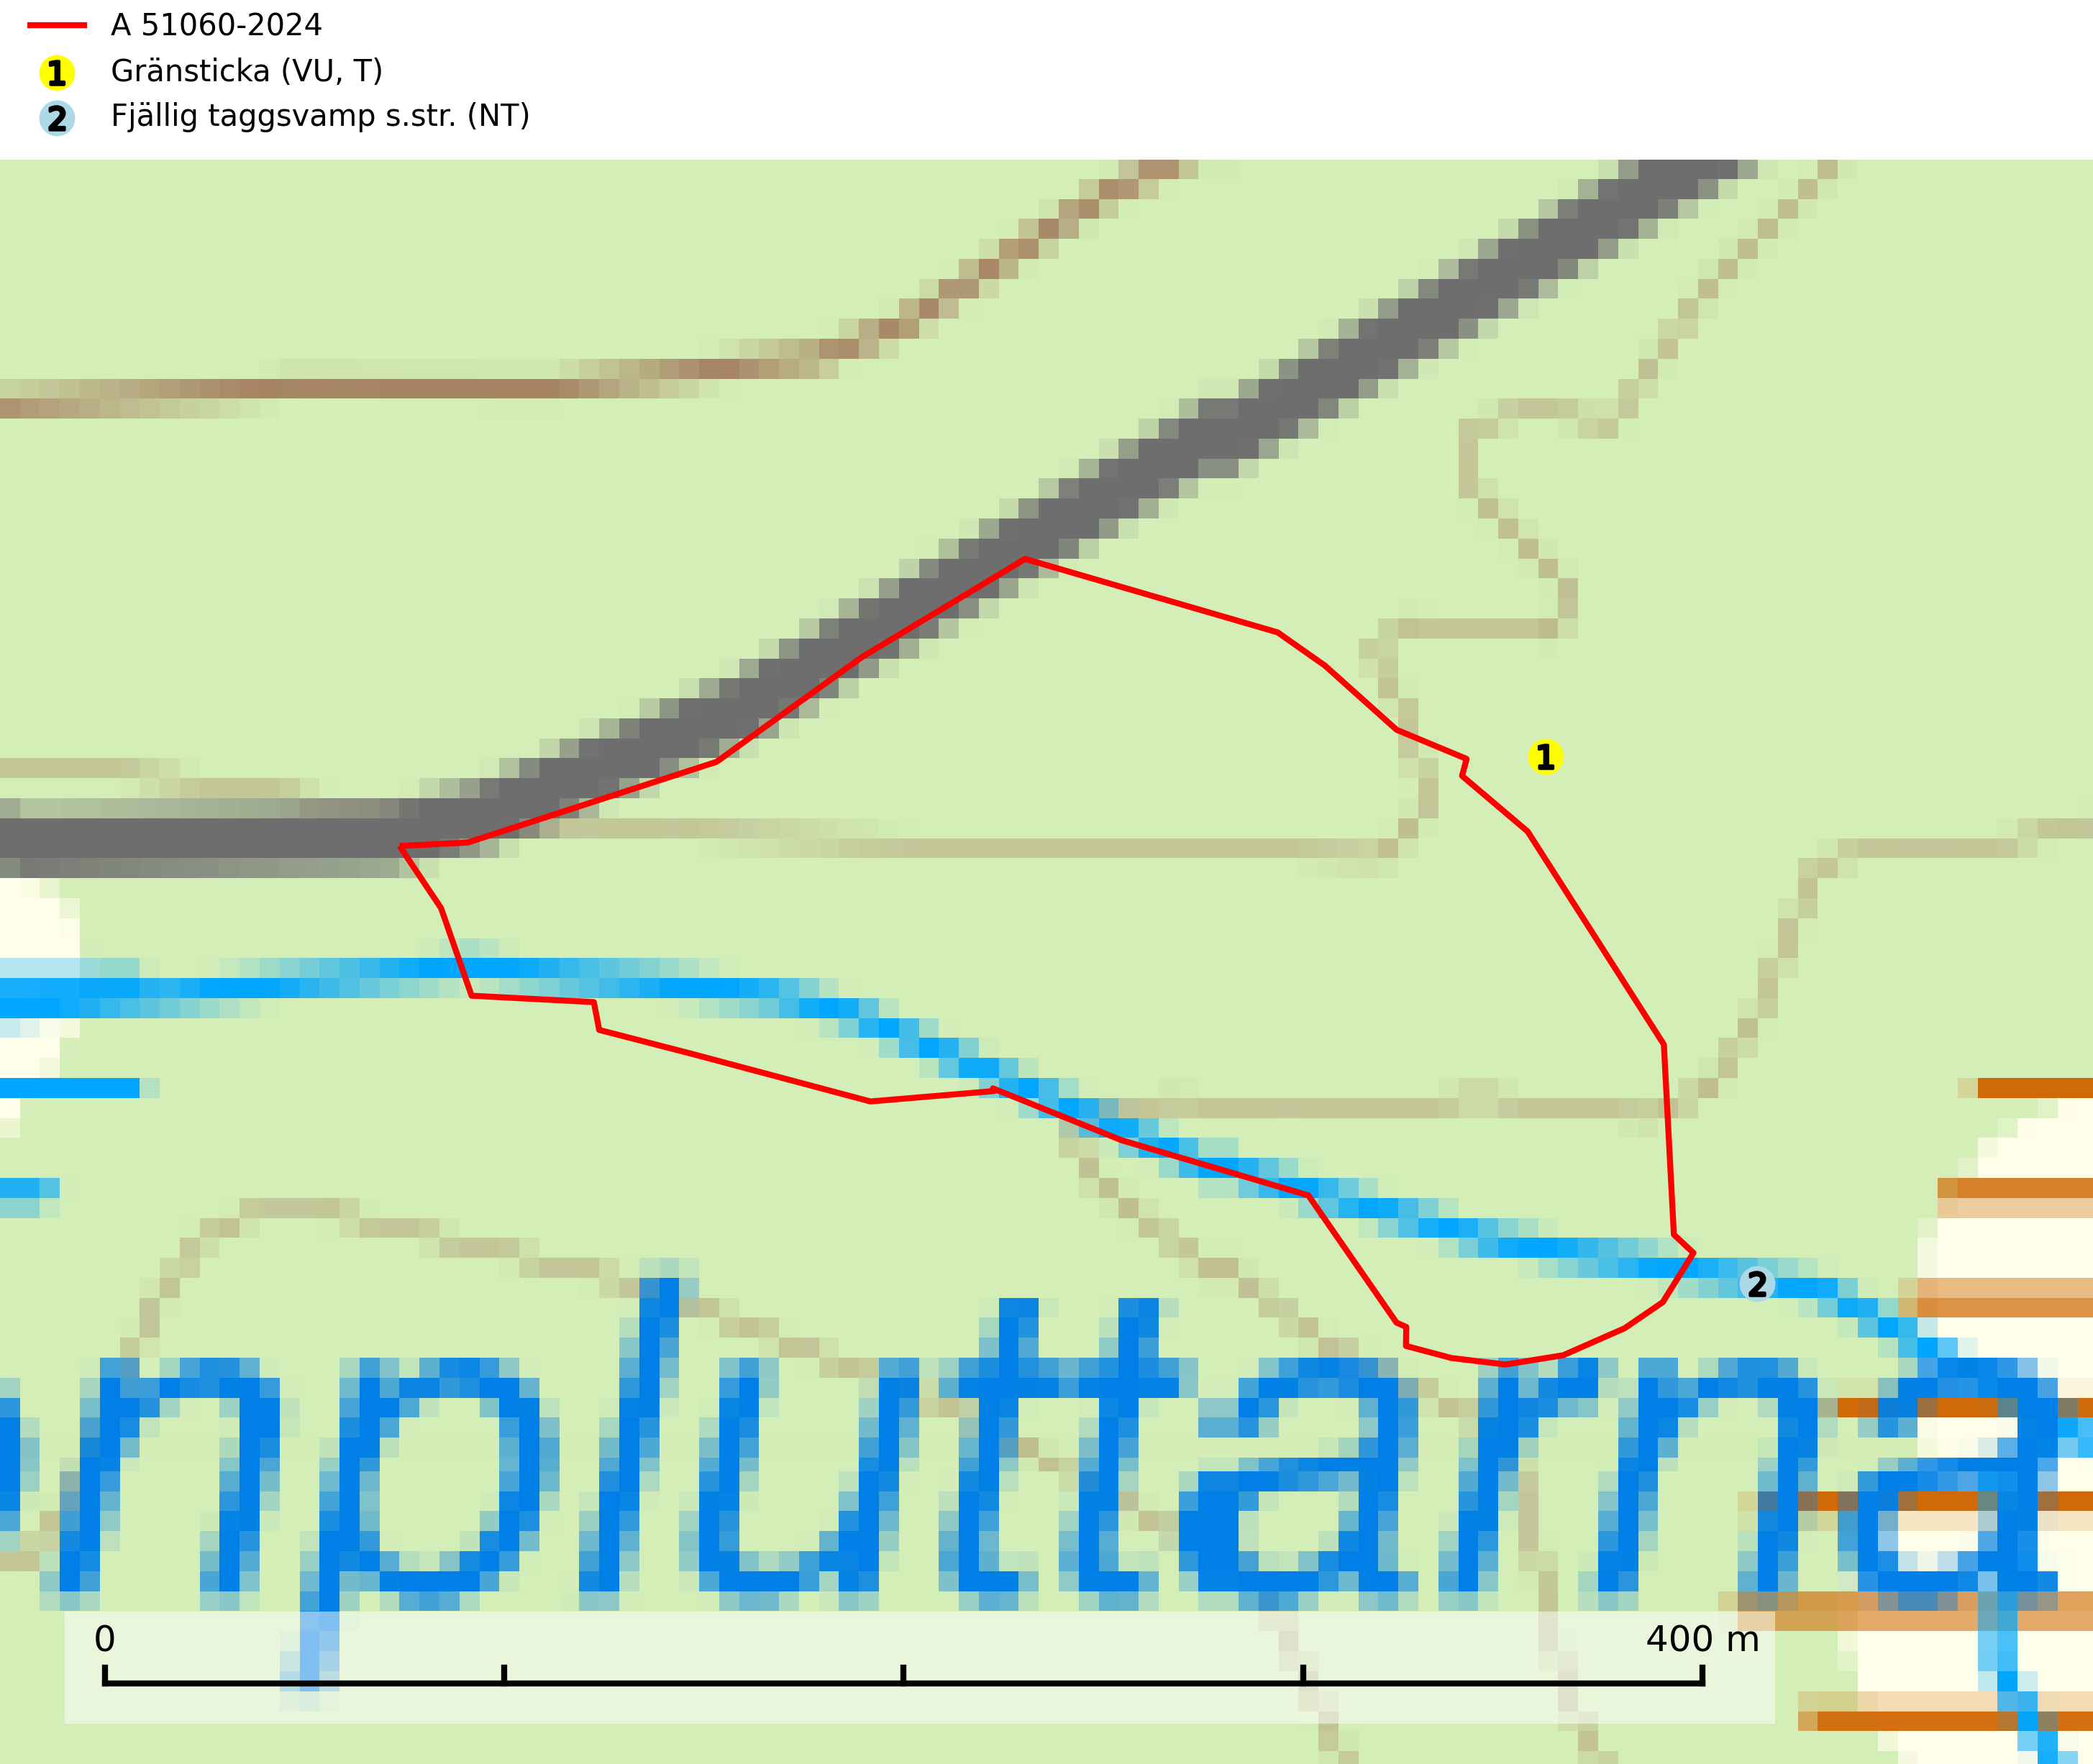 A 51060-2024
1 Gränsticka (VU, T)
2 Fjällig taggsvamp s.str. (NT)
1
2
npluttarna
0 400 m